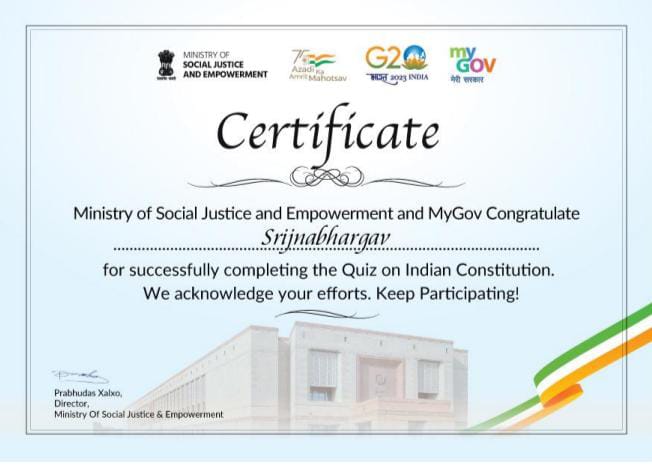 MINISTRY OF
SOCIAL JUSTICE
AND EMPOWERMENT
75
Azadi Ka
Amrit Mahotsav
G20
भारत 2023 INDIA
my
GOV
मेरी सरकार
Certificate
Ministry of Social Justice and Empowerment and MyGov Congratulate
Srijnabhargav
for successfully completing the Quiz on Indian Constitution.
We acknowledge your efforts. Keep Participating!
Prabhudas Xalxo,
Director,
Ministry Of Social Justice & Empowerment